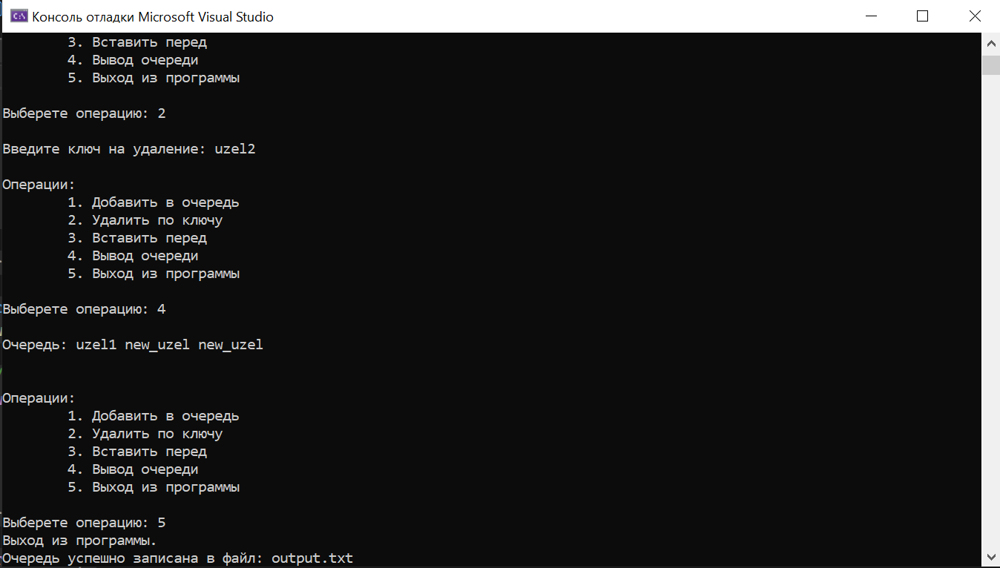 Консоль отладки Microsoft Visual Studio
3. Вставить перед
4. Вывод очереди
5. Выход из программы
Выберете операцию: 2
Введите ключ на удаление: uzel2
Операции:
1. Добавить в очередь
2. Удалить по ключу
3. Вставить перед
4. Вывод очереди
5. Выход из программы
Выберете операцию: 4
Очередь: uzel1 new_uzel new_uzel
Операции:
1. Добавить в очередь
2. Удалить по ключу
3. Вставить перед
4. Вывод очереди
5. Выход из программы
Выберете операцию: 5
Выход из программы.
Очередь успешно записана в файл: output.txt